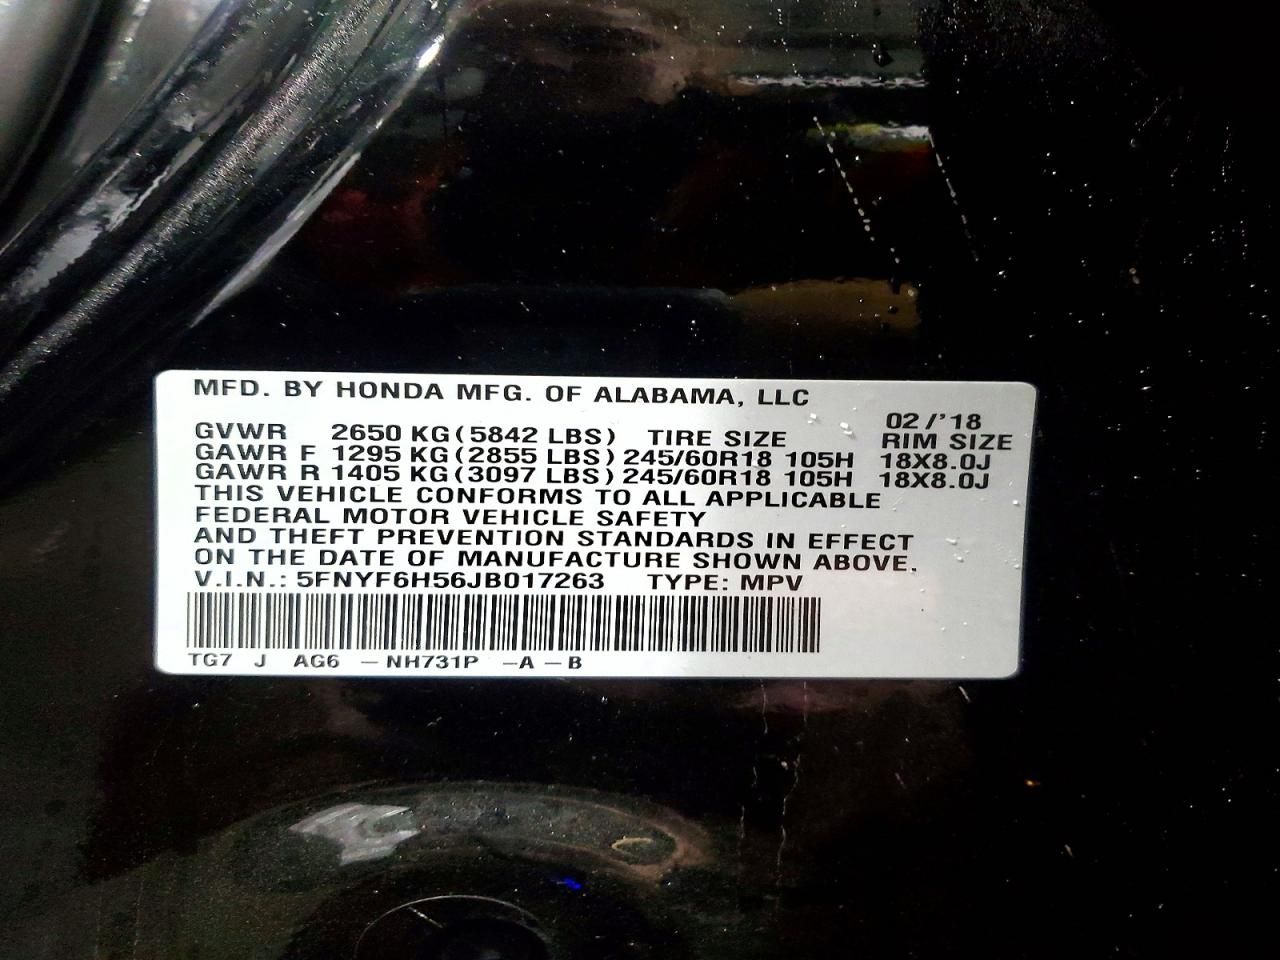 MFD. BY HONDA MFG. OF ALABAMA, LLC
02 /'18
GVWR 2650 KG (5842 LBS) TIRE SIZE RIM SIZE
GAWR F 1295 KG (2855 LBS) 245/60R18 105H 18X8.0J
GAWR R 1405 KG (3097 LBS) 245/60R18 105H 18X8.0J
THIS VEHICLE CONFORMS TO ALL APPLICABLE
FEDERAL MOTOR VEHICLE SAFETY
AND THEFT PREVENTION STANDARDS IN EFFECT
ON THE DATE OF MANUFACTURE SHOWN ABOVE.
V.I.N.: 5FNYF6H56JB017263 TYPE: MPV
TG7 J AG6 – NH731P –A – B